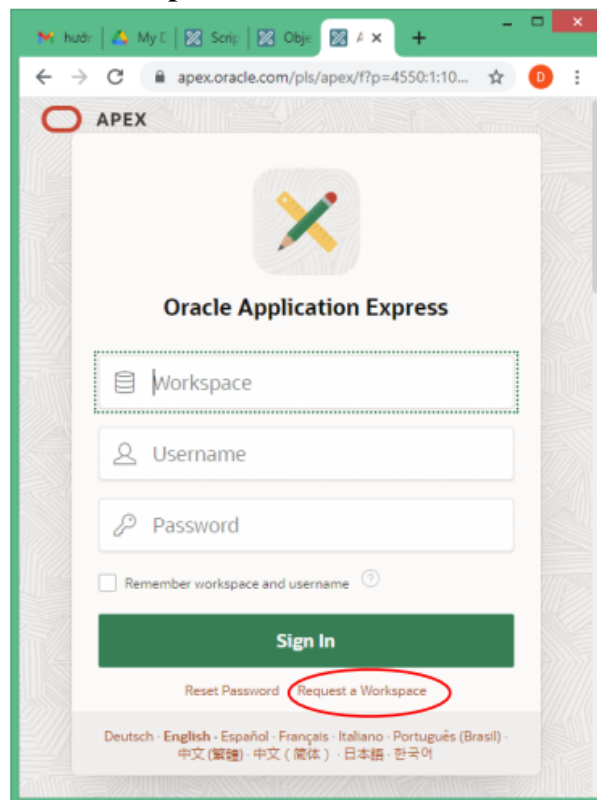 hướn
My D
Scrip
Obje
A
apex.oracle.com/pls/apex/f?p=4550:1:10...
D
APEX
Oracle Application Express
Workspace
Username
Password
Remember workspace and username ?
Sign In
Reset Password Request a Workspace
Deutsch · English · Español · Français · Italiano · Português (Brasil) ·
中文 (繁體) · 中文 ( 简体 ) · 日本語 · 한국어